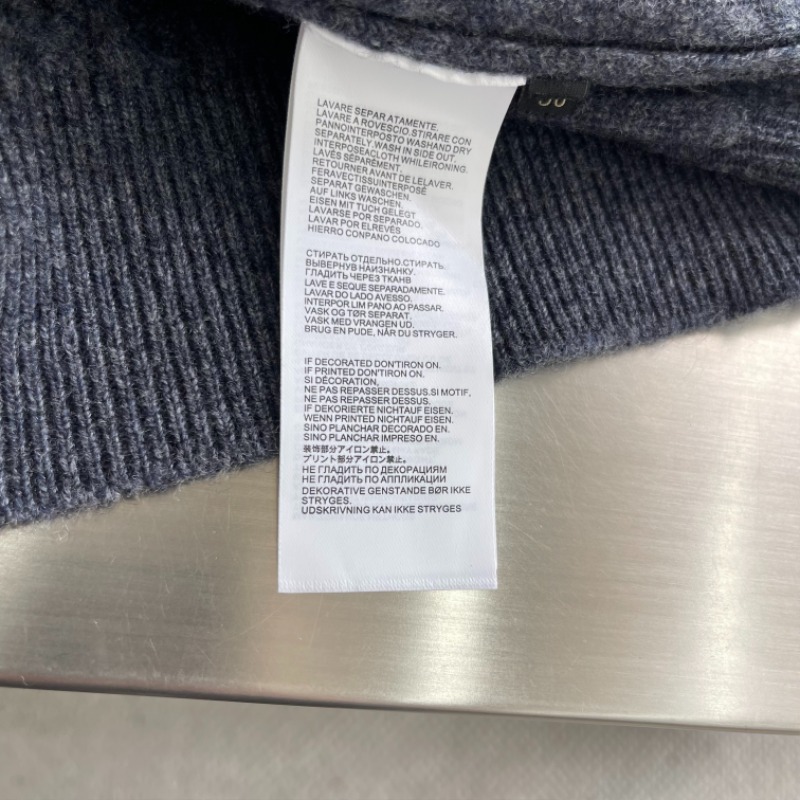 LAVARE SEPAR ATAMENTE.
LAVARE A ROVESCIO.STIRARE CON
PANNOINTERPOSTO WASHAND DRY
SEPARATELY.WASH IN SIDE OUT.
INTERPOSEACLOTH WHILEIRONING.
LAVÉS SÉPARÉMENT.
RETOURNER AVANT DE LELAVER.
FERAVECTISSUINTERPOSÉ
SEPARAT GEWASCHEN.
AUF LINKS WASCHEN.
EISEN MIT TUCH GELEGT
LAVARSE POR SEPARADO.
LAVAR POR ELREVÉS
HIERRO CONPANO COLOCADO
СТИРАТЬ ОТДЕЛЬНО.СТИРАТЬ.
ВЫВЕРНУВ НАИЗНАНКУ.
ГЛАДИТЬ ЧЕРЕЗ ТКАНВ
LAVE E SEQUE SEPARADAMENTE.
LAVAR DO LADO AVESSO.
INTERPOR LIM PANO AO PASSAR.
VASK OG TØR SEPARAT.
VASK MED VRANGEN UD.
BRUG EN PUDE, NÅR DU STRYGER.
IF DECORATED DON'TIRON ON.
IF PRINTED DON'TIRON ON.
SI DÉCORATION,
NE PAS REPASSER DESSUS.SI MOTIF,
NE PAS REPASSER DESSUS.
IF DEKORIERTE NICHTAUF EISEN.
WENN PRINTED NICHTAUF EISEN.
SINO PLANCHAR DECORADO EN.
SINO PLANCHAR IMPRESO EN.
装饰部分アイロン禁止。
プリント部分アイロン禁止。
НЕ ГЛАДИТЬ ПО ДЕКОРАЦИЯМ
НЕ ГЛАДИТЬ ПО АППЛИКАЦИИ
DEKORATIVE GENSTANDE BØR IKKE
STRYGES.
UDSKRIVNING KAN IKKE STRYGES